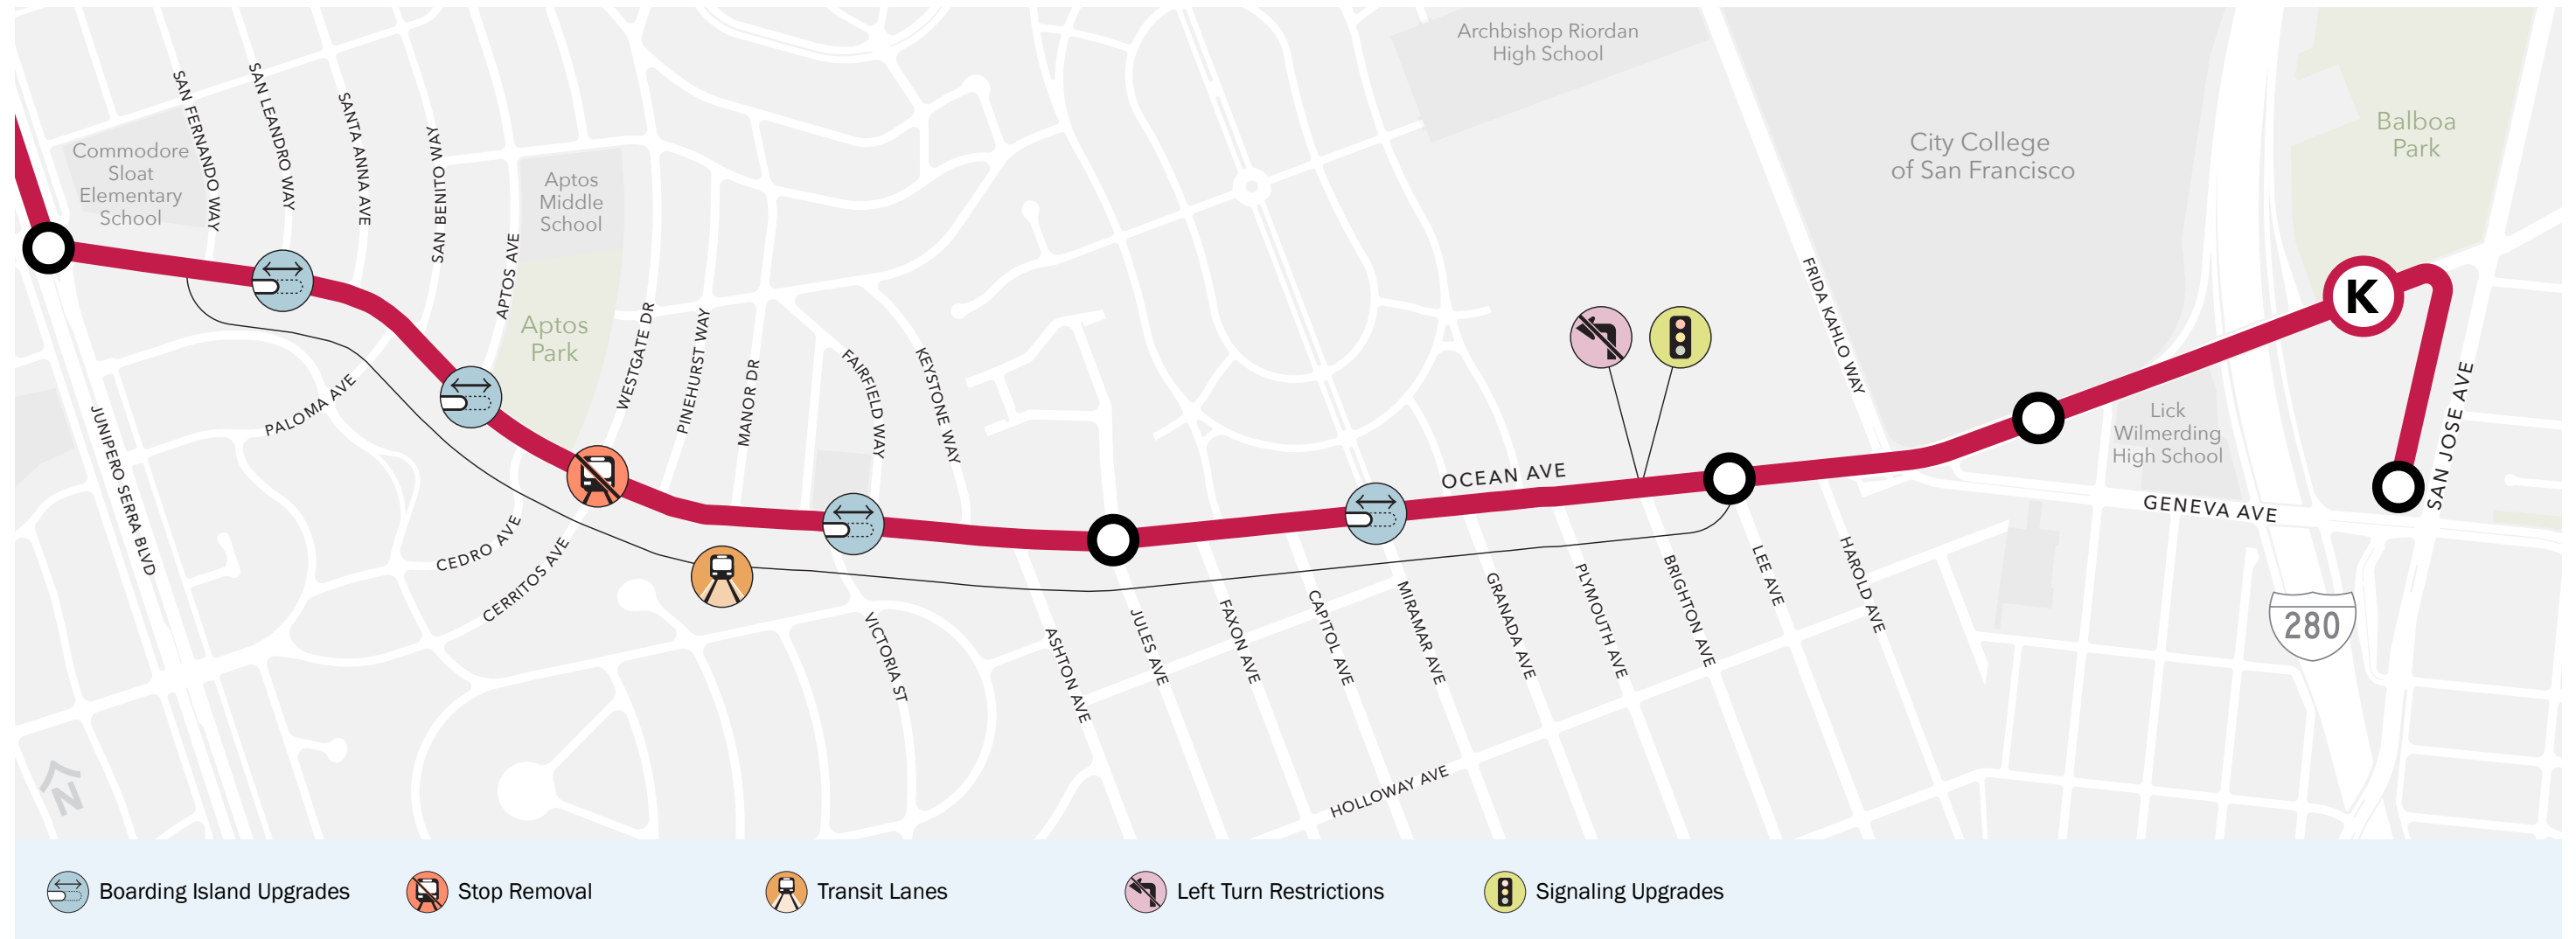 Archbishop Riordan
High School
City College
of San Francisco
Balboa
Park
Commodore
Sloat
Elementary
School
SAN FERNANDO WAY
SAN LEANDRO WAY
SANTA ANNA AVE
SAN BENITO WAY
APTOS AVE
Aptos
Middle
School
Aptos
Park
WESTGATE DR
PINEHURST WAY
MANOR DR
FAIRFIELD WAY
KEYSTONE WAY
FRIDA KAHLO WAY
K
Lick
Wilmerding
High School
SAN JOSE AVE
GENEVA AVE
OCEAN AVE
JUNIPERO SERRA BLVD
PALOMA AVE
CEDRO AVE
CERRITOS AVE
VICTORIA ST
ASHTON AVE
JULES AVE
FAXON AVE
CAPITOL AVE
MIRAMAR AVE
GRANADA AVE
PLYMOUTH AVE
BRIGHTON AVE
LEE AVE
HAROLD AVE
280
HOLLOWAY AVE
N
Boarding Island Upgrades
Stop Removal
Transit Lanes
Left Turn Restrictions
Signaling Upgrades